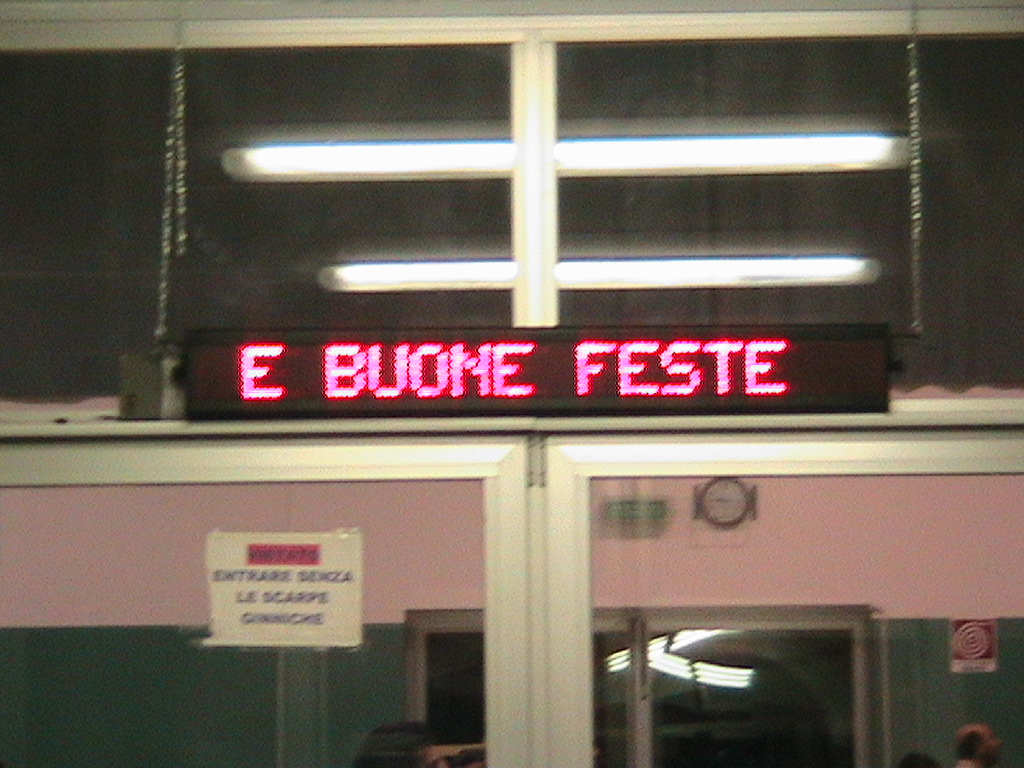 E BUONE FESTE
VIETATO
ENTRARE SENZA
LE SCARPE
GINNICHE